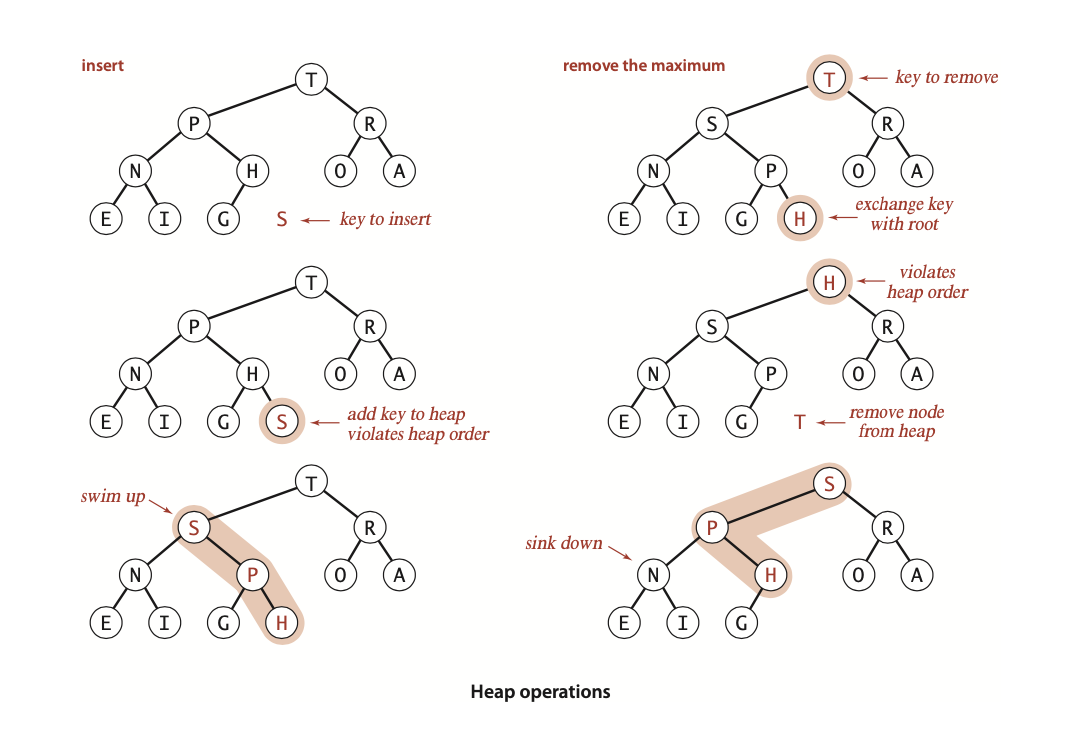 insert
T
P R
N H O A
E I G S key to insert
T
P R
N H O A
E I G S add key to heap
violates heap order
swim up
T
S R
N P O A
E I G H
remove the maximum
T key to remove
S R
N P O A
E I G H exchange key
with root
H violates
heap order
S R
N P O A
E I G T remove node
from heap
S
P R
sink down
N H O A
E I G
Heap operations